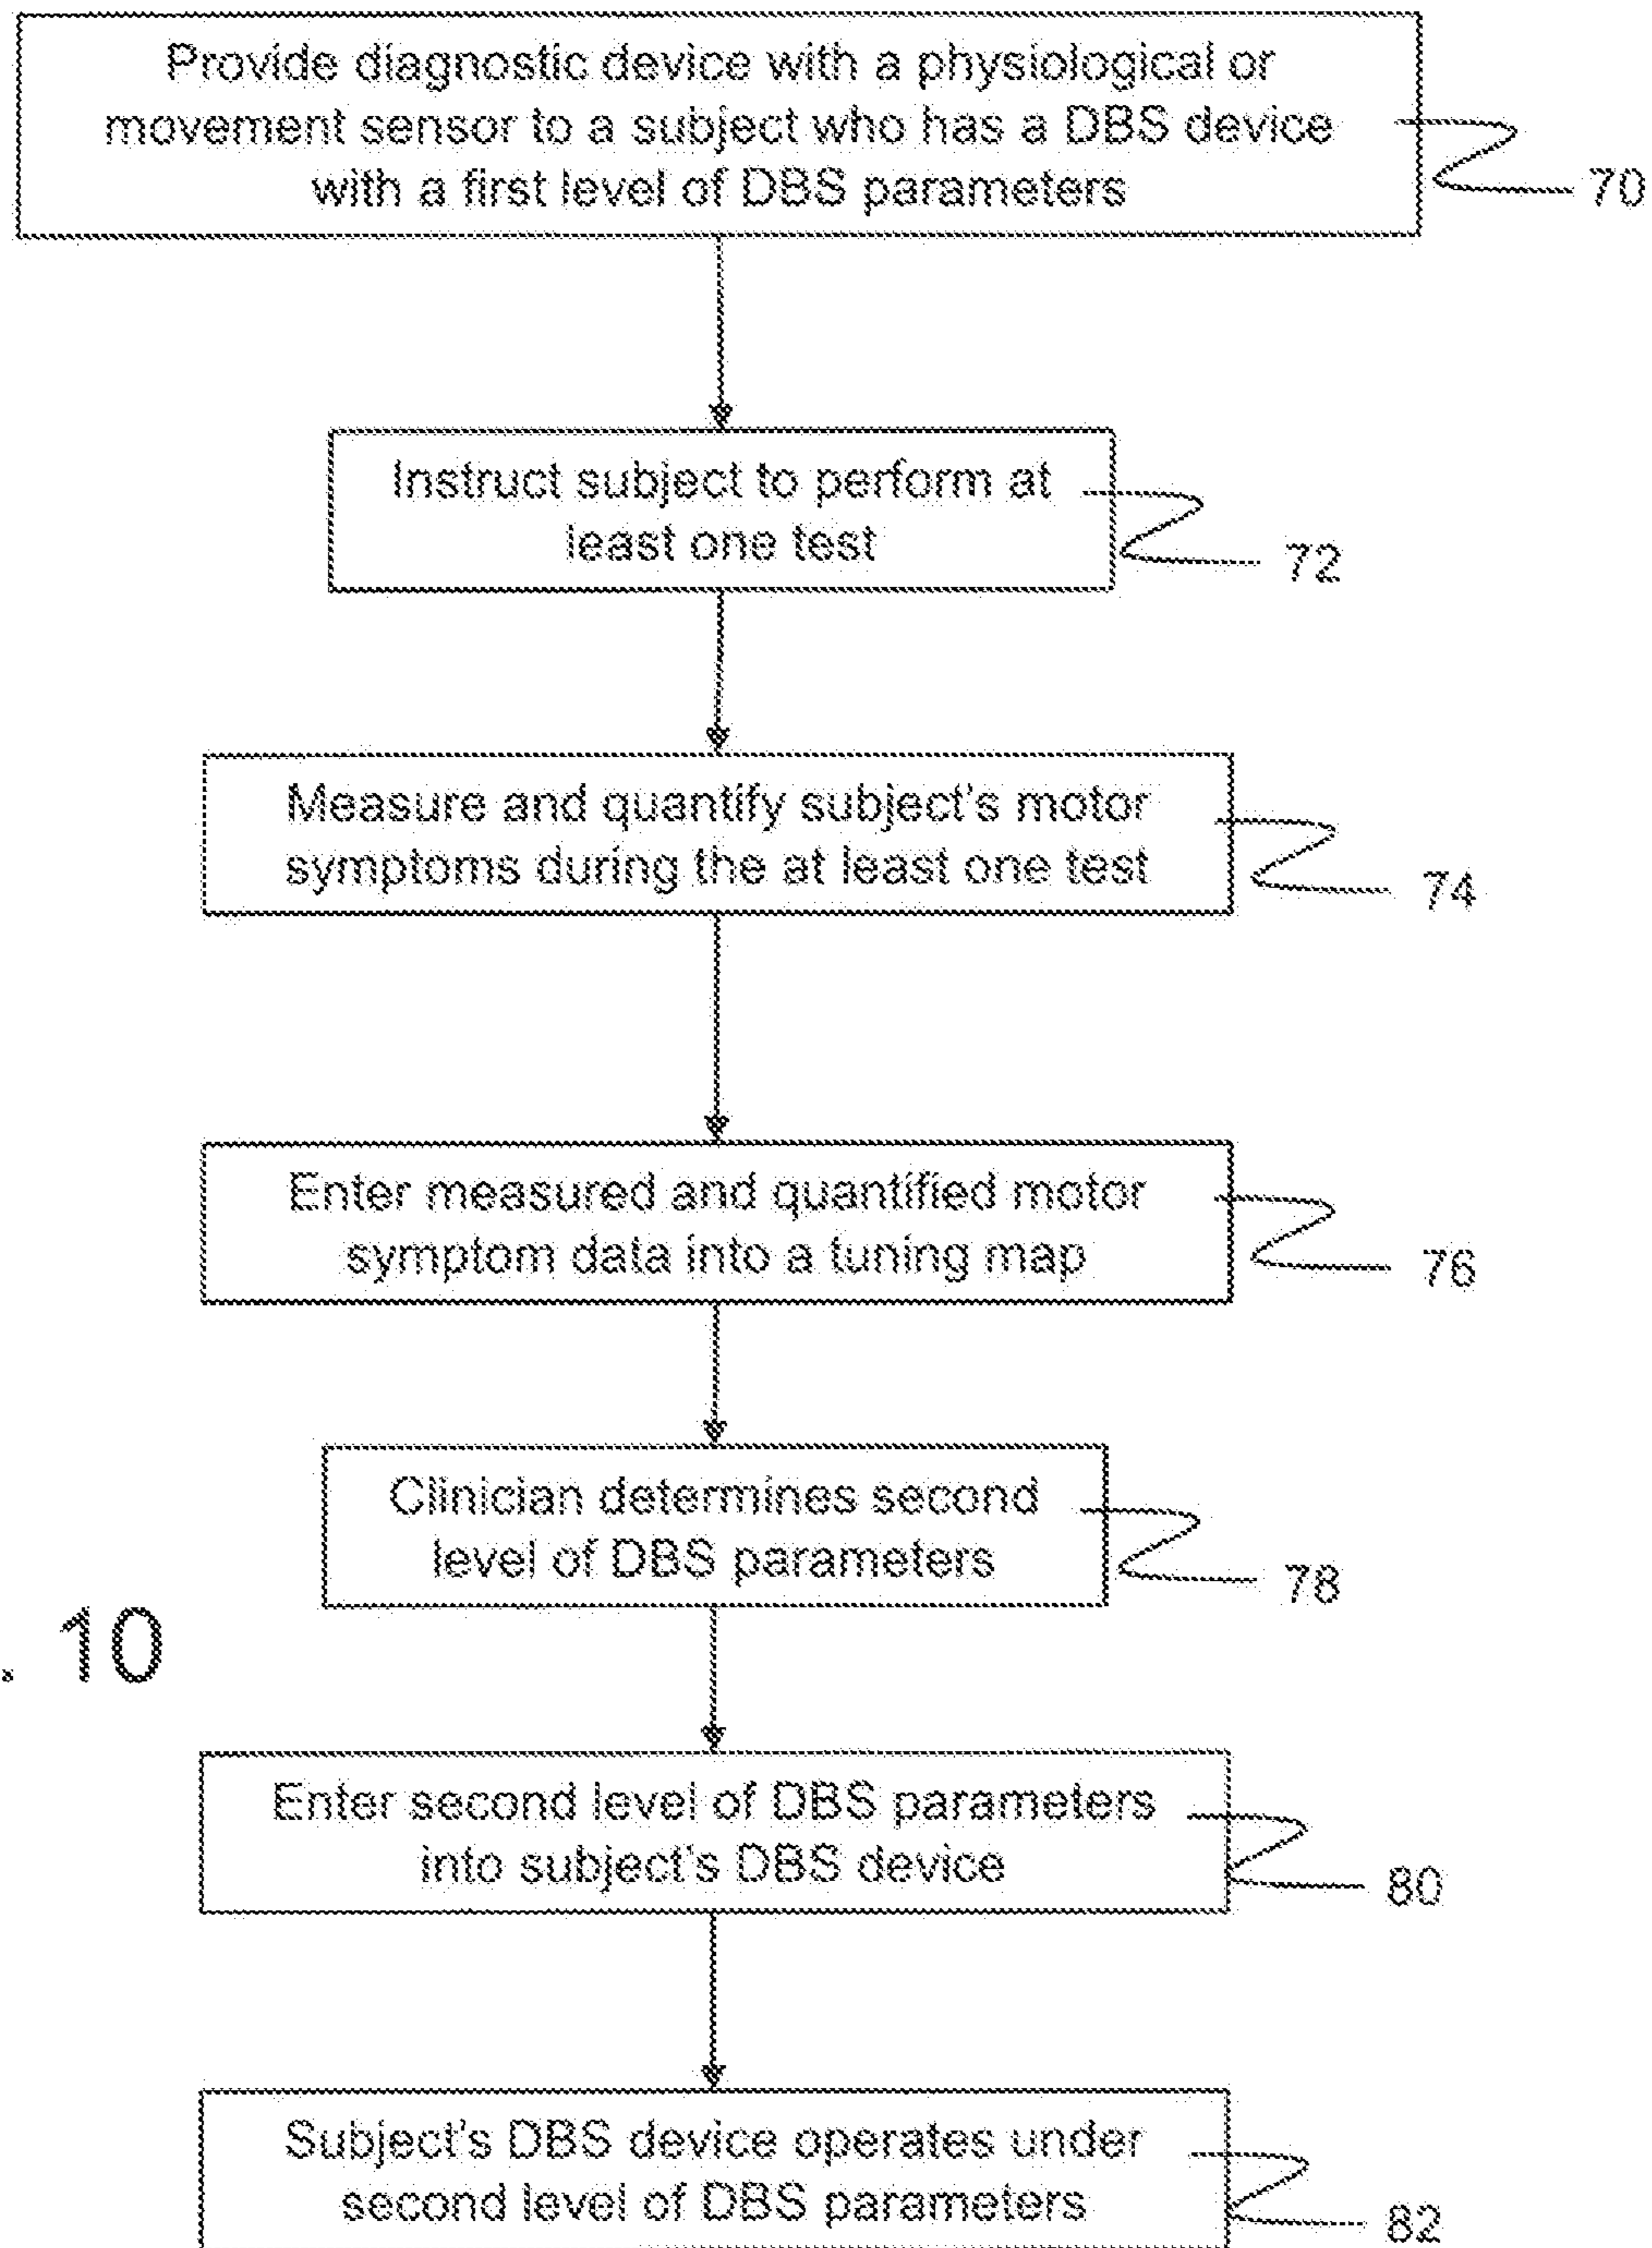 Provide diagnostic device with a physiological or
movement sensor to a subject who has a DBS device
with a first level of DBS parameters
70
Instruct subject to perform at
least one test
72
Measure and quantify subject's motor
symptoms during the at least one test
74
Enter measured and quantified motor
symptom data into a tuning map
76
Clinician determines second
level of DBS parameters
78
. 10
Enter second level of DBS parameters
into subject's DBS device
80
Subject's DBS device operates under
second level of DBS parameters
82